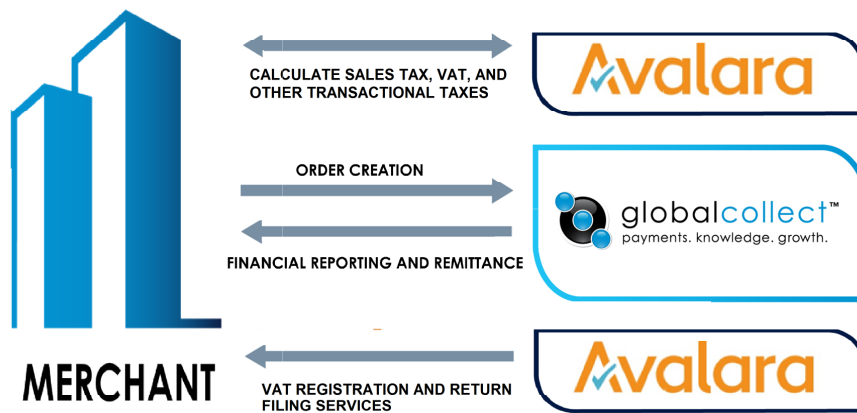 CALCULATE SALES TAX, VAT, AND
OTHER TRANSACTIONAL TAXES
Avalara
ORDER CREATION
globalcollect™
payments. knowledge. growth.
FINANCIAL REPORTING AND REMITTANCE
MERCHANT
VAT REGISTRATION AND RETURN
FILING SERVICES
Avalara